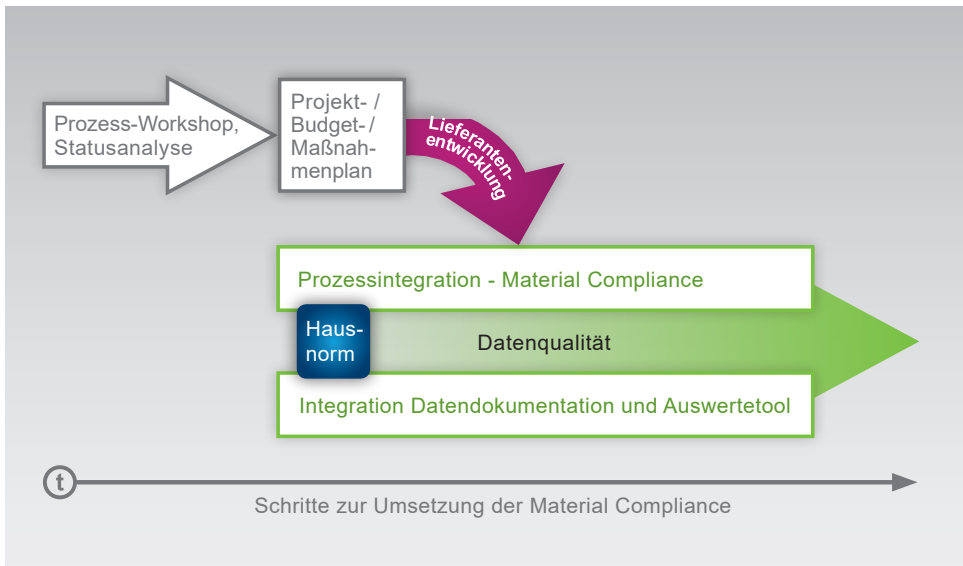 Prozess-Workshop,
Statusanalyse
Projekt- /
Budget- /
Maßnah-
menplan
Lieferanten-
entwicklung
Prozessintegration - Material Compliance
Haus-
norm
Datenqualität
Integration Datendokumentation und Auswertetool
t
Schritte zur Umsetzung der Material Compliance